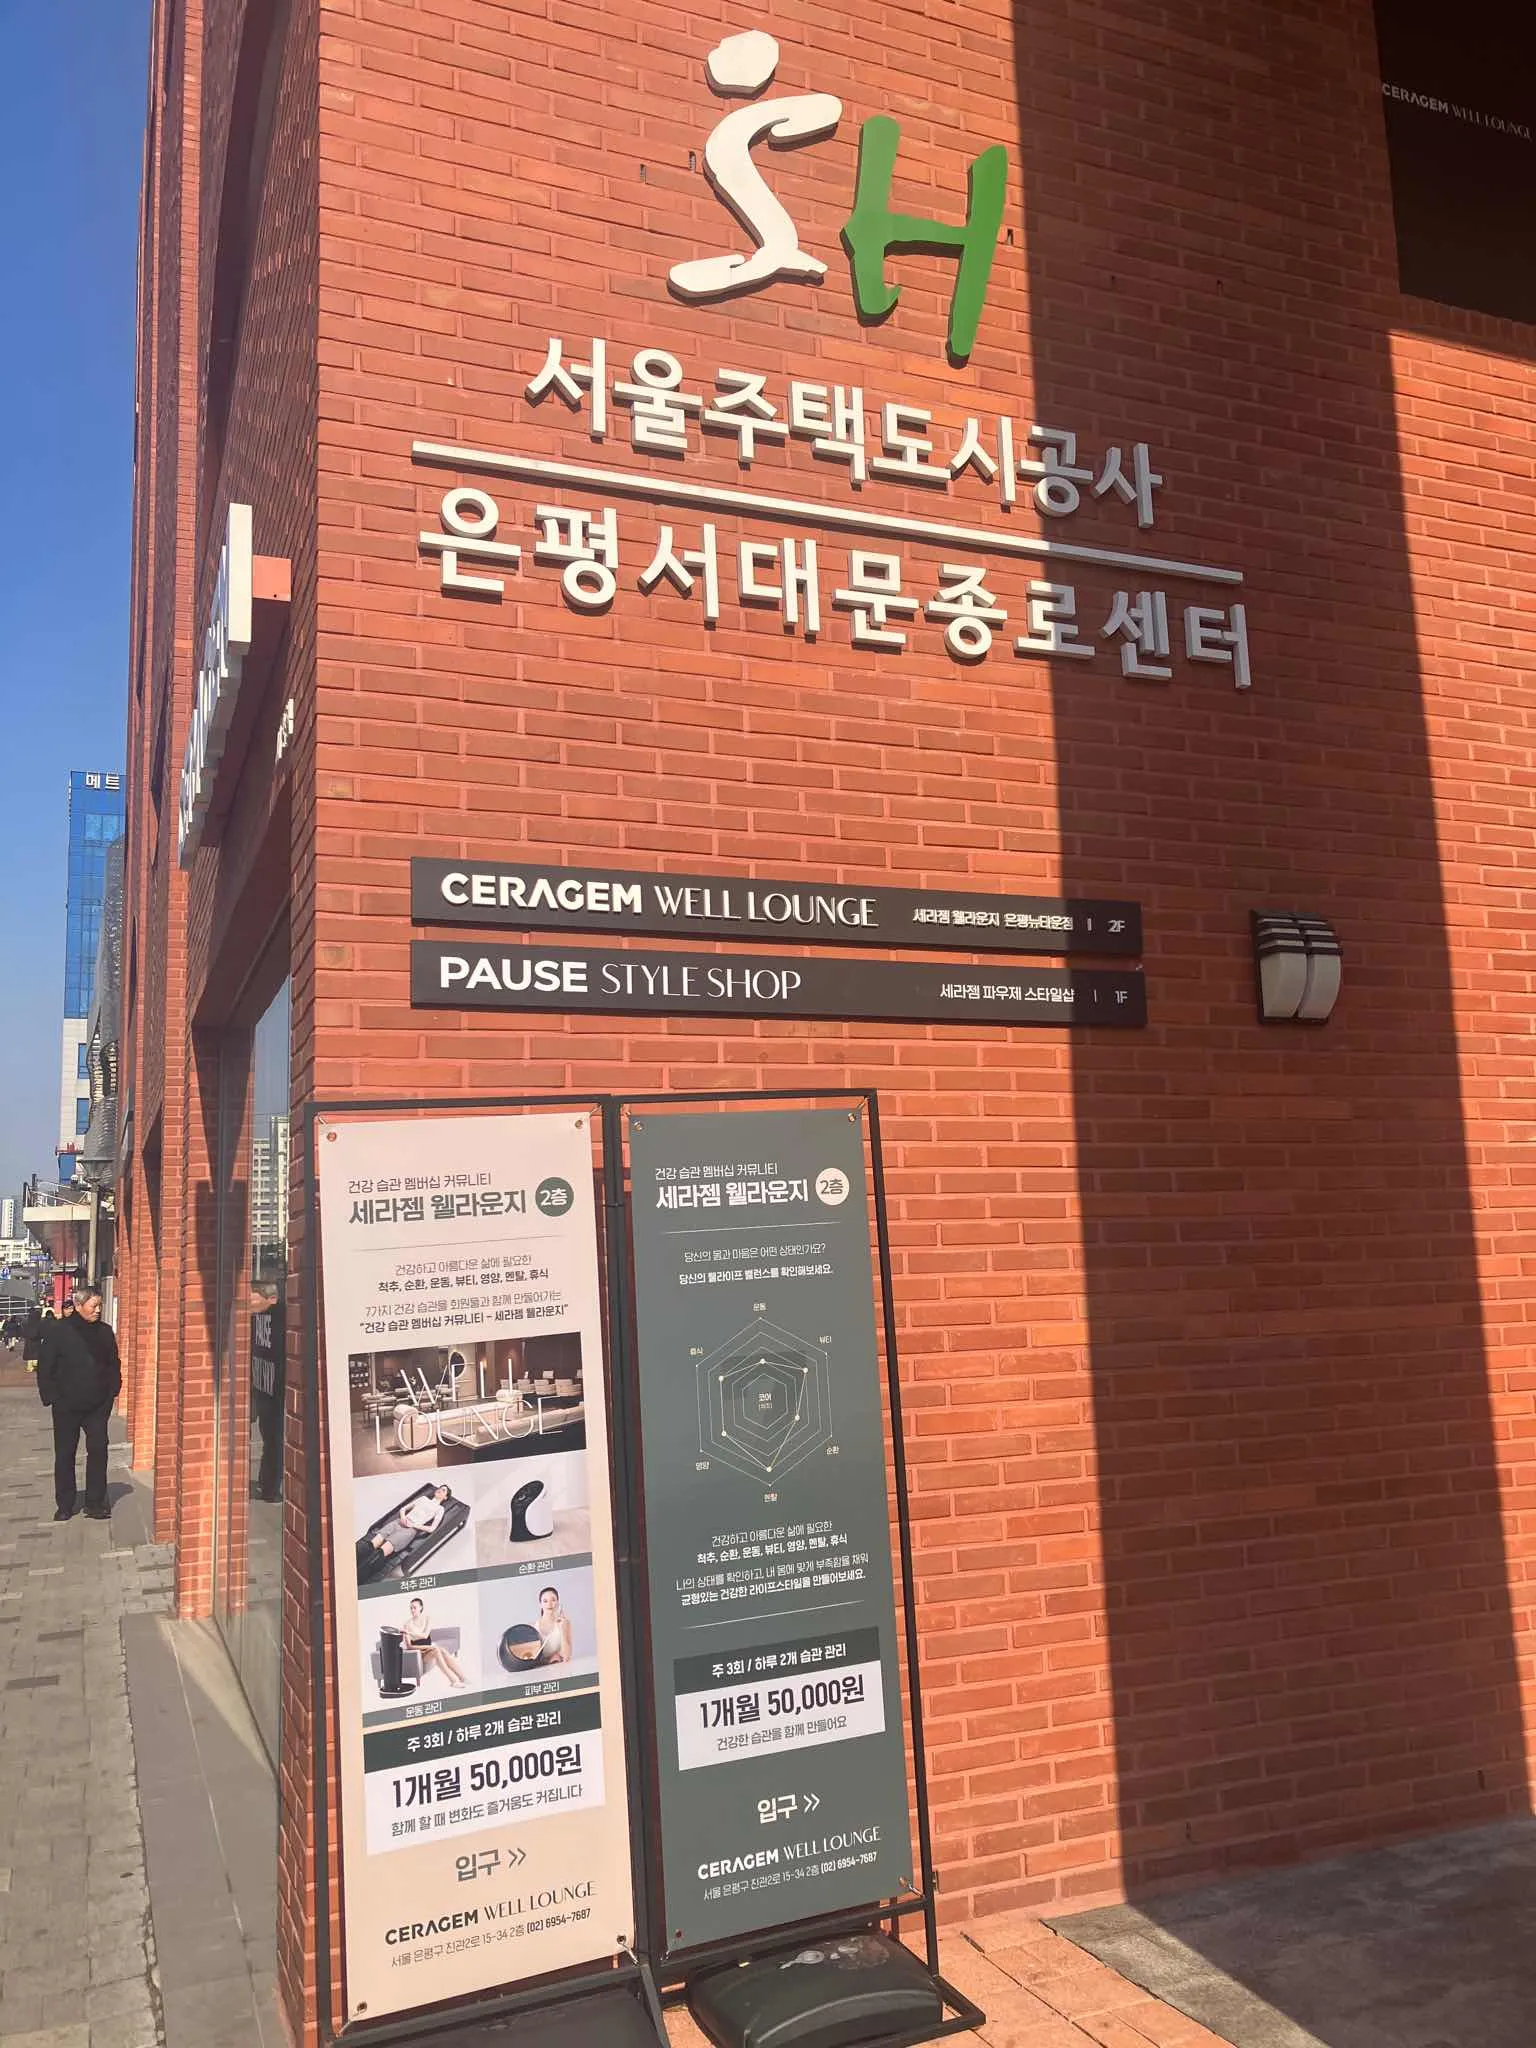 SH
서울주택도시공사
은평서대문종로센터
CERAGEM WELL LOUNGE
메트
CERAGEM WELL LOUNGE 세라젬 웰라운지 은평뉴타운점 | 2F
PAUSE STYLE SHOP 세라젬 파우제 스타일샵 | 1F
PAUSE
STYLE SHOP
건강 습관 멤버십 커뮤니티
세라젬 웰라운지 2층
건강하고 아름다운 삶에 필요한
척추, 순환, 운동, 뷰티, 영양, 멘탈, 휴식
7가지 건강 습관을 회원들과 함께 만들어가는
"건강 습관 멤버십 커뮤니티 - 세라젬 웰라운지"
WELL
LOUNGE
척추 관리
순환 관리
운동 관리
피부 관리
주 3회 / 하루 2개 습관 관리
1개월 50,000원
함께 할 때 변화도 즐거움도 커집니다
입구 >>
CERAGEM WELL LOUNGE
서울 은평구 진관2로 15-34 2층 (02) 6954-7687
건강 습관 멤버십 커뮤니티
세라젬 웰라운지 2층
당신의 몸과 마음은 어떤 상태인가요?
당신의 웰라이프 밸런스를 확인해보세요.
운동
뷰티
휴식
코어
(척추)
순환
영양
멘탈
건강하고 아름다운 삶에 필요한
척추, 순환, 운동, 뷰티, 영양, 멘탈, 휴식
나의 상태를 확인하고, 내 몸에 맞게 부족함을 채워
균형있는 건강한 라이프스타일을 만들어보세요.
주 3회 / 하루 2개 습관 관리
1개월 50,000원
건강한 습관을 함께 만들어요
입구 >>
CERAGEM WELL LOUNGE
서울 은평구 진관2로 15-34 2층 (02) 6954-7687